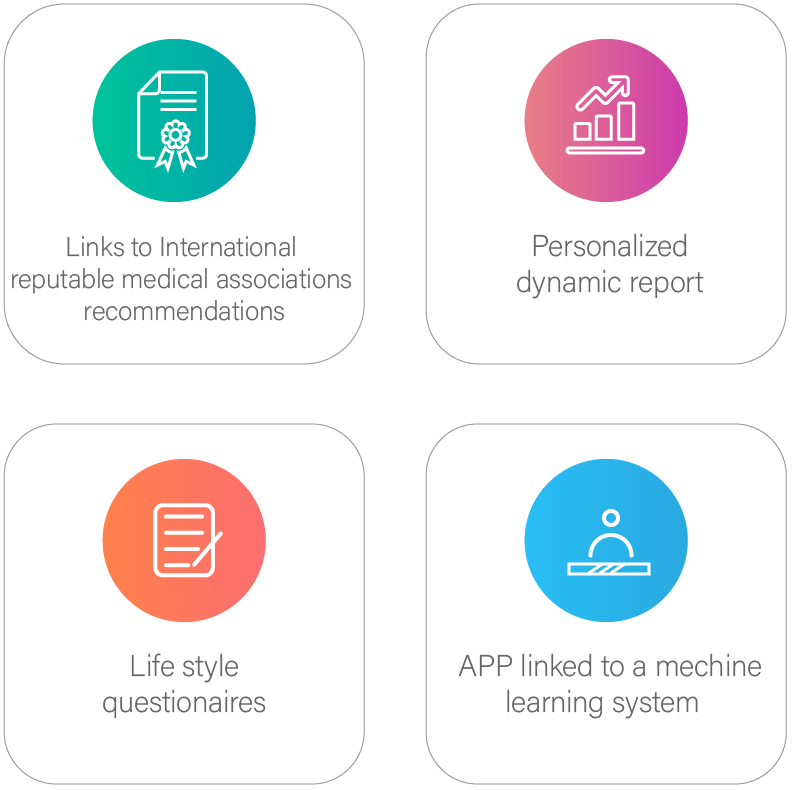 Links to International
reputable medical associations
recommendations
Personalized
dynamic report
Life style
questionaires
APP linked to a mechine
learning system